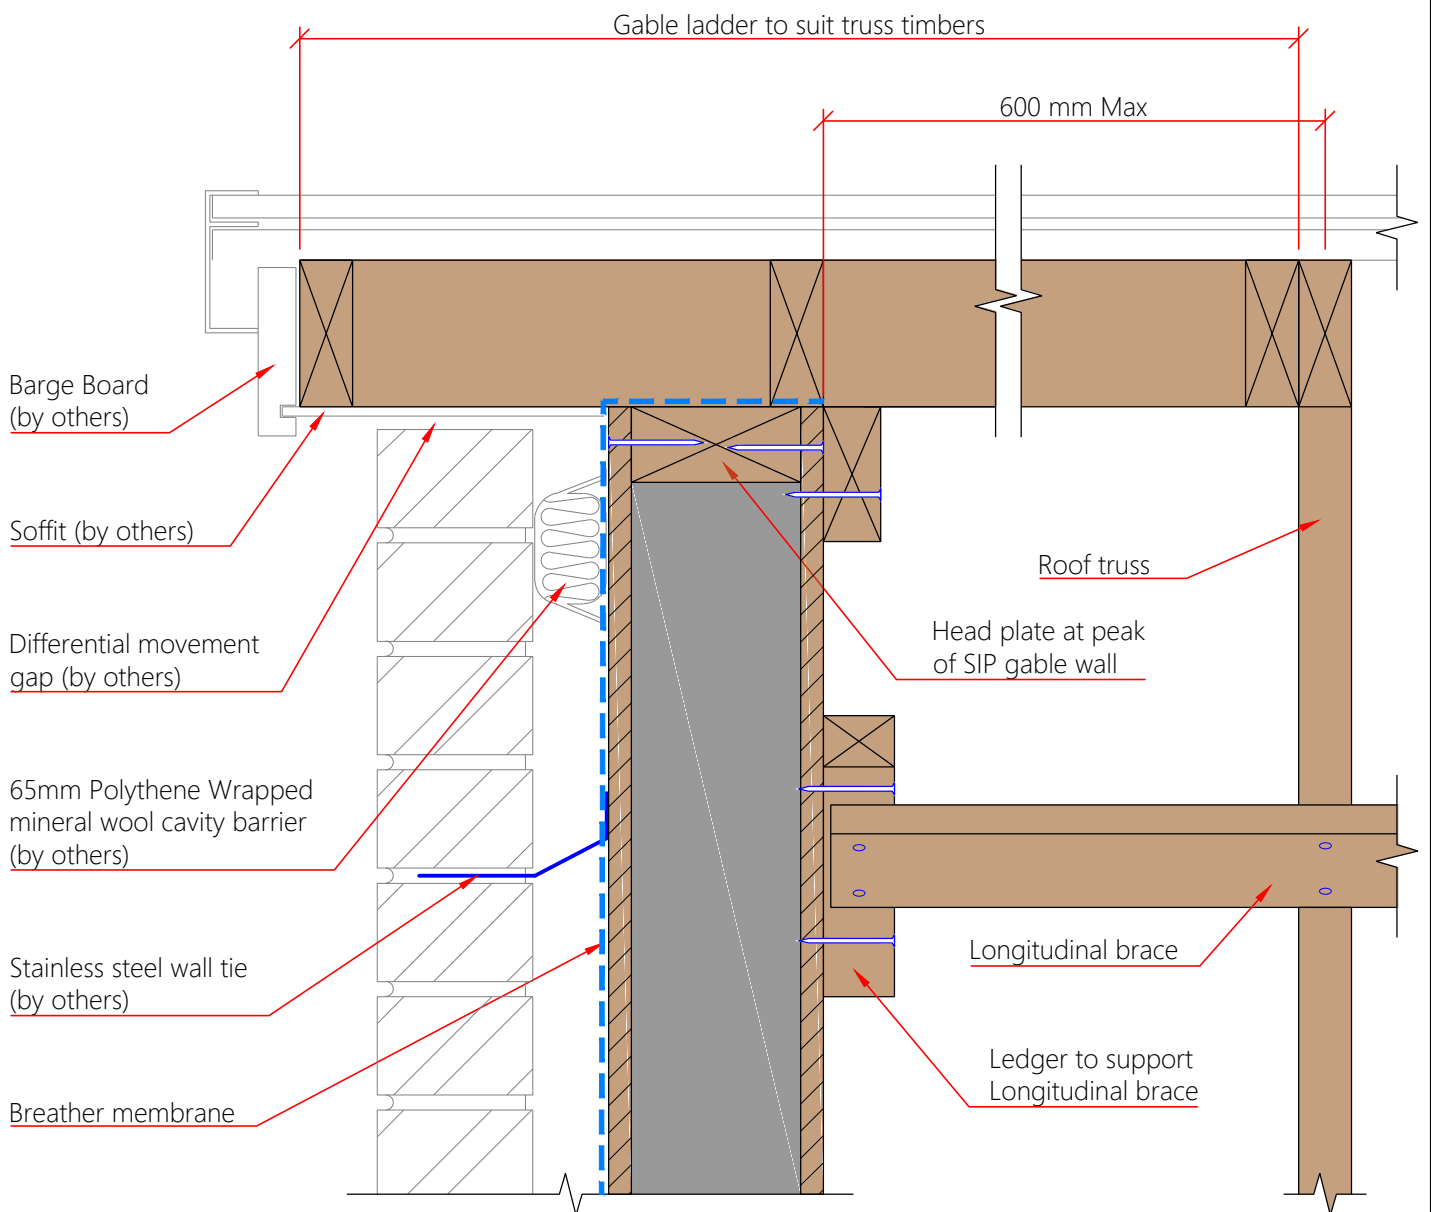 Gable ladder to suit truss timbers
600 mm Max
Barge Board
(by others)
Soffit (by others)
Differential movement
gap (by others)
65mm Polythene Wrapped
mineral wool cavity barrier
(by others)
Stainless steel wall tie
(by others)
Breather membrane
Roof truss
Head plate at peak
of SIP gable wall
Longitudinal brace
Ledger to support
Longitudinal brace